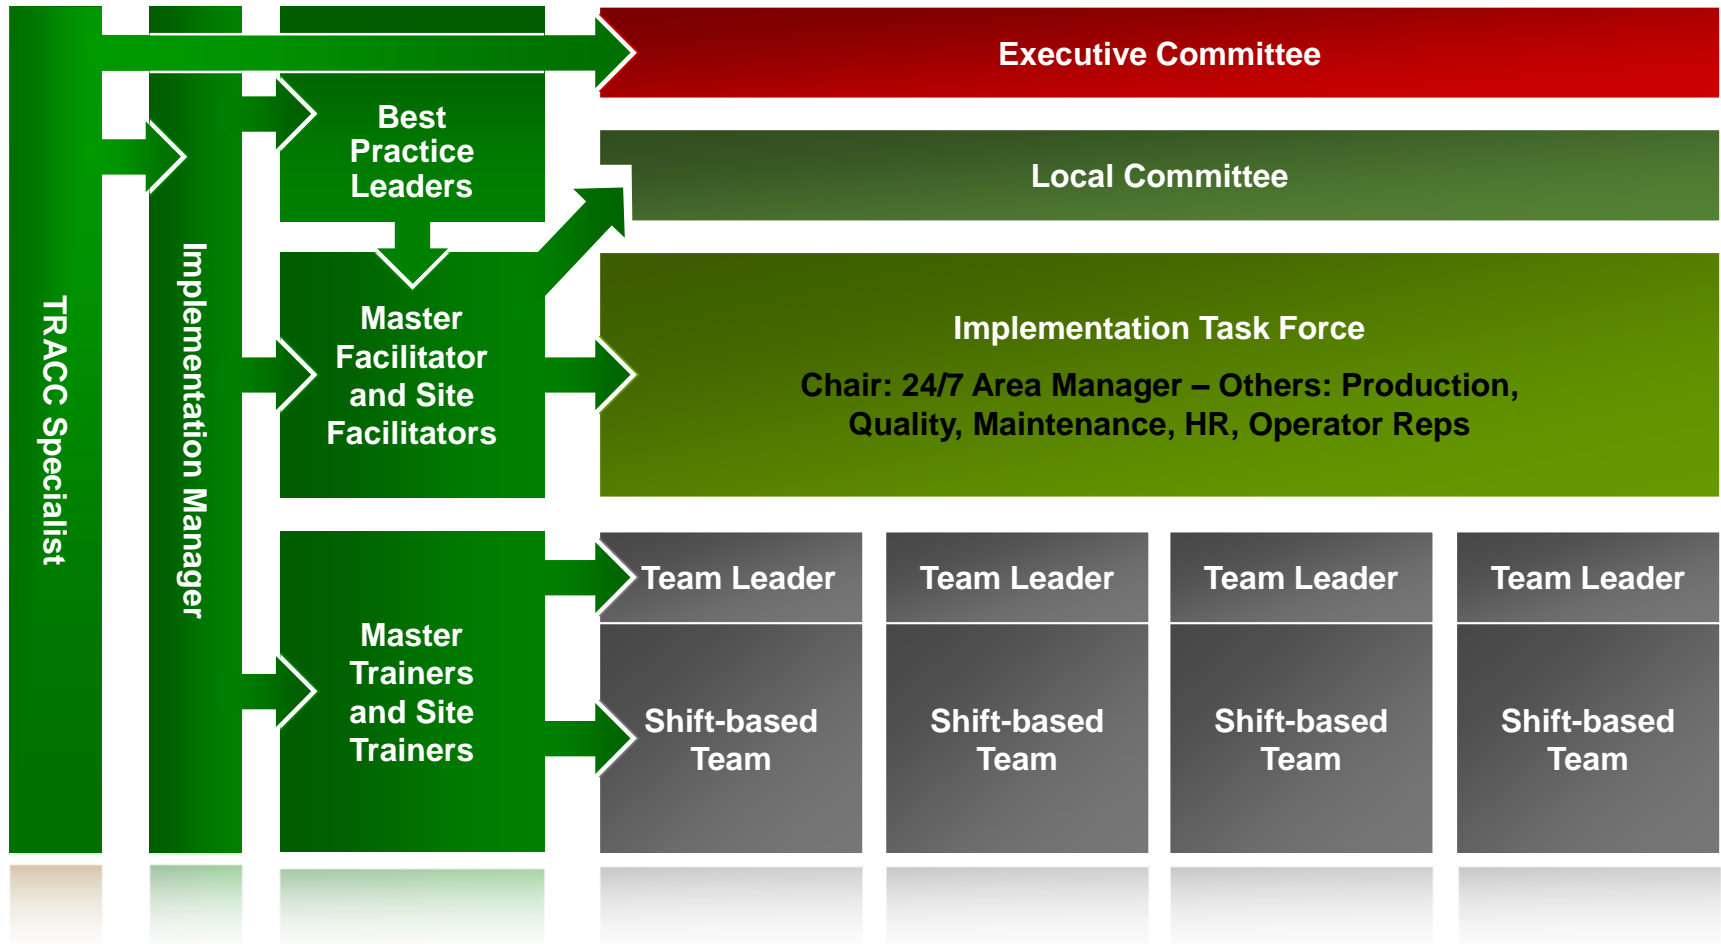 TRACC Specialist
Implementation Manager
Best
Practice
Leaders
Master
Facilitator
and Site
Facilitators
Master
Trainers
and Site
Trainers
Executive Committee
Local Committee
Implementation Task Force
Chair: 24/7 Area Manager – Others: Production,
Quality, Maintenance, HR, Operator Reps
Team Leader
Team Leader
Team Leader
Team Leader
Shift-based
Team
Shift-based
Team
Shift-based
Team
Shift-based
Team